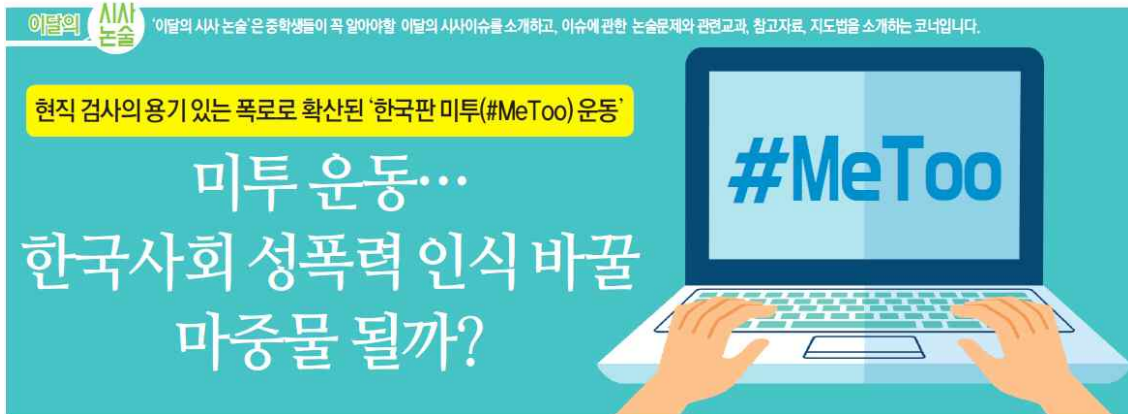 이달의 시사 논술 '이달의 시사 논술'은 중학생들이 꼭 알아야할 이달의 시사이슈를 소개하고, 이슈에 관한 논술문제와 관련교과, 참고자료, 지도법을 소개하는 코너입니다.
현직 검사의 용기 있는 폭로로 확산된 '한국판 미투(#MeToo) 운동'
미투 운동…
한국사회 성폭력 인식 바꿀
마중물 될까?
#MeToo